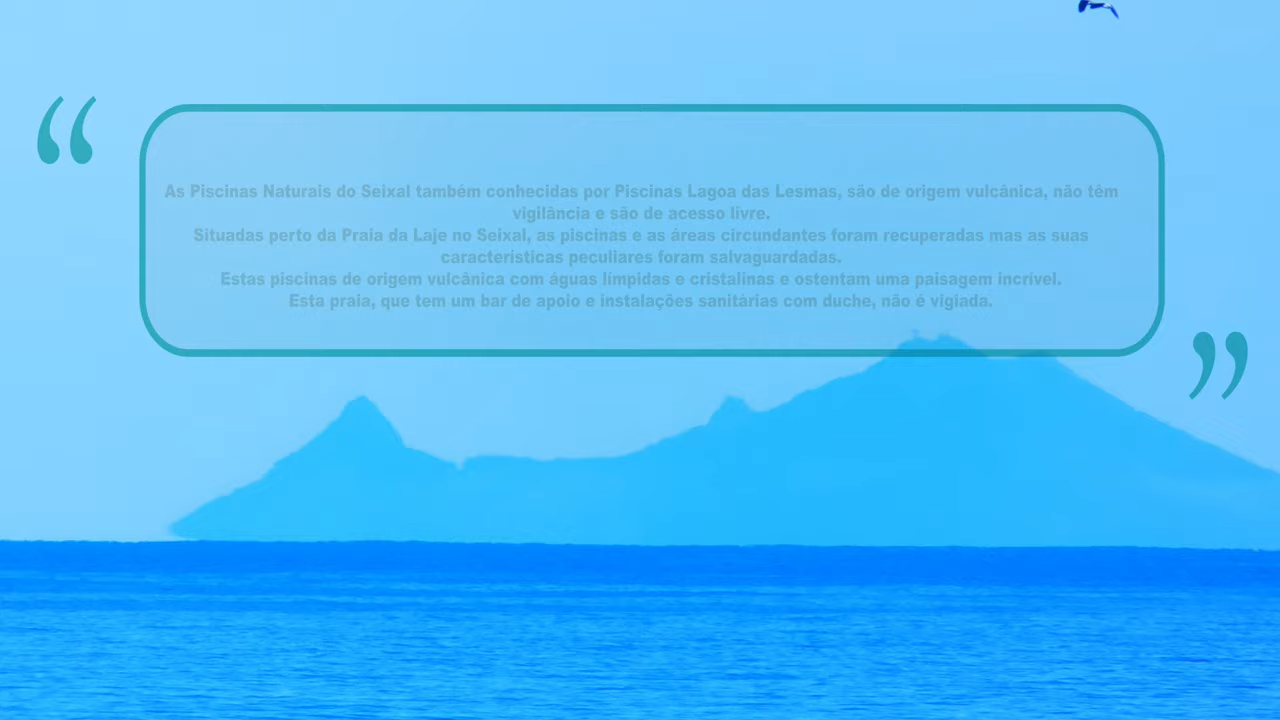 “
As Piscinas Naturais do Seixal também conhecidas por Piscinas Lagoa das Lesmas, são de origem vulcânica, não têm
vigilância e são de acesso livre.
Situadas perto da Praia da Laje no Seixal, as piscinas e as áreas circundantes foram recuperadas mas as suas
características peculiares foram salvaguardadas.
Estas piscinas de origem vulcânica com águas límpidas e cristalinas e ostentam uma paisagem incrível.
Esta praia, que tem um bar de apoio e instalações sanitárias com duche, não é vigiada.
”